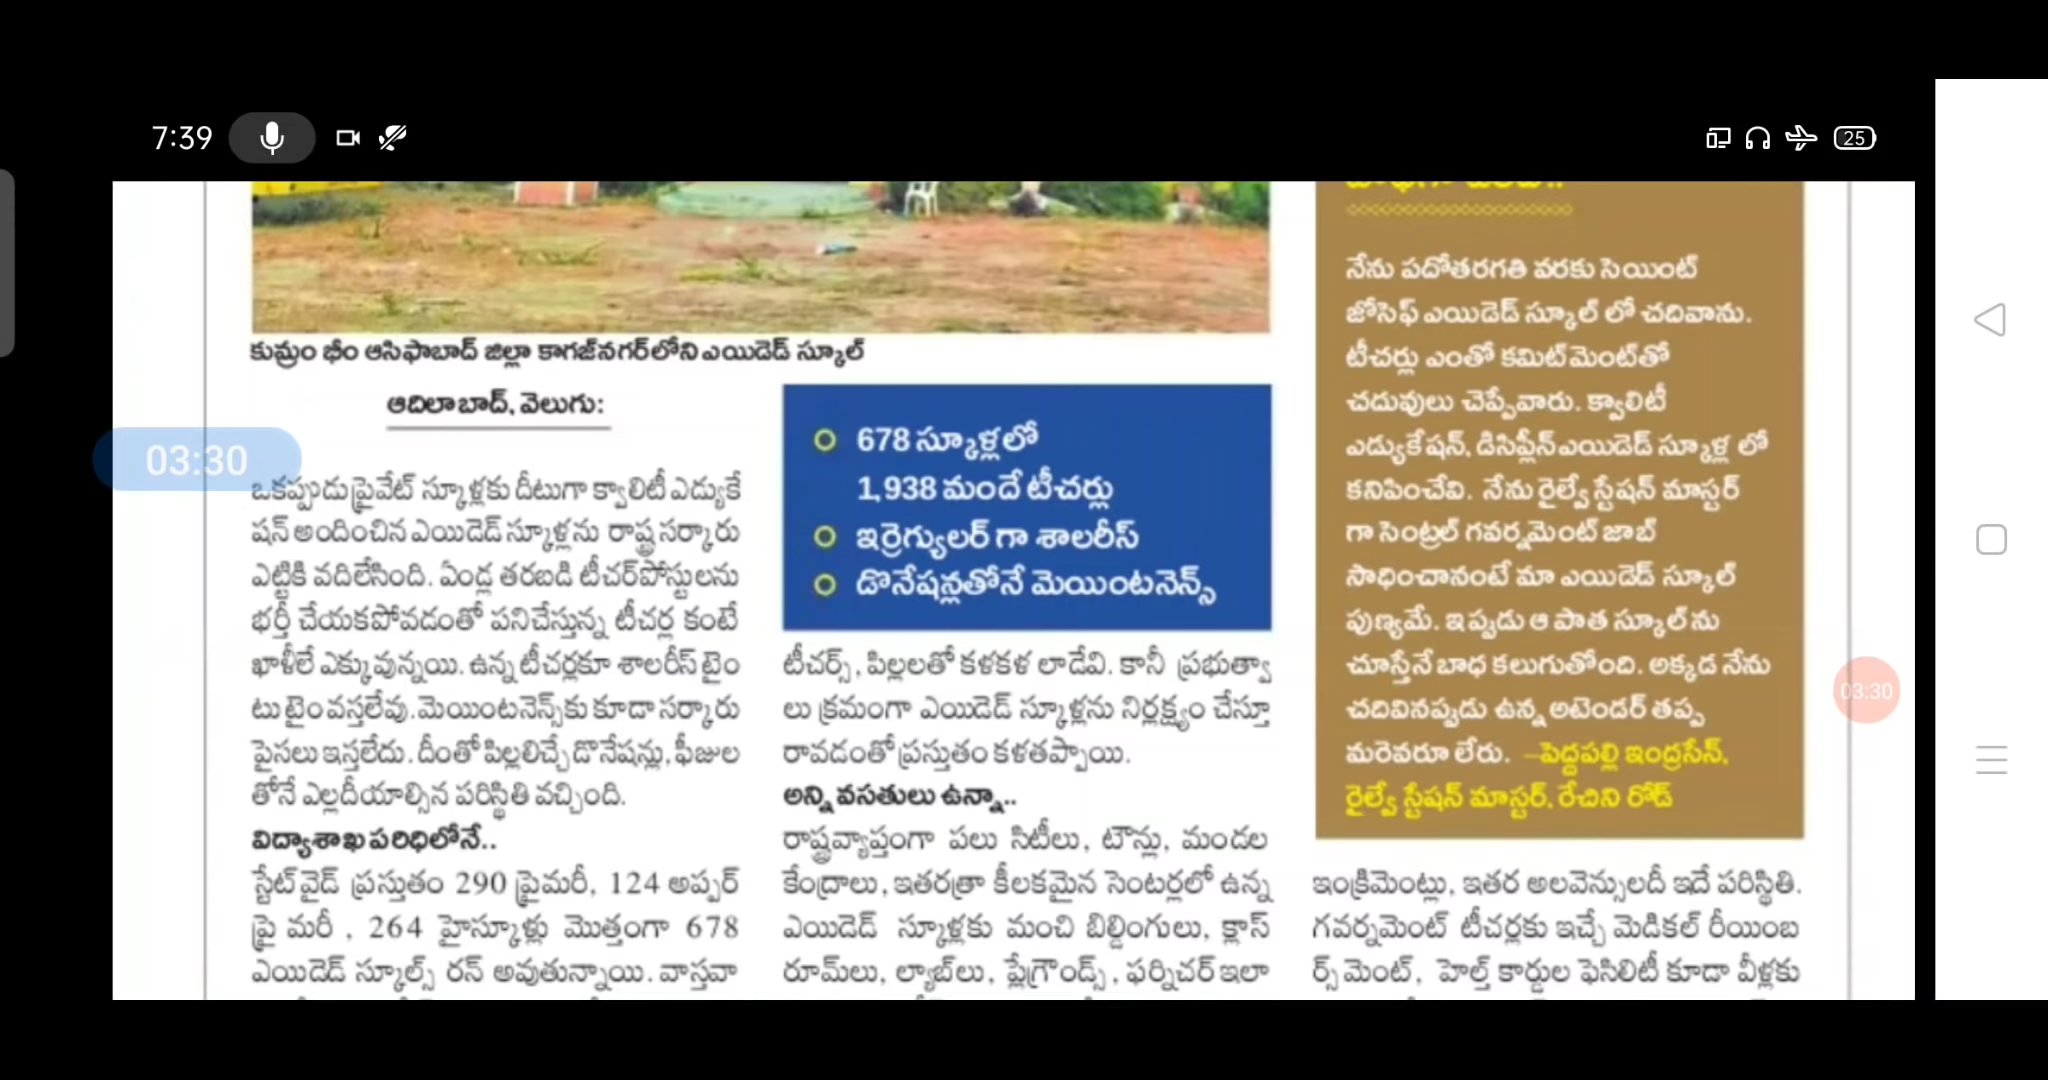 7:39
25
కుమ్రం భీం ఆసిఫాబాద్ జిల్లా కాగజ్‌నగర్‌లోని ఎయిడెడ్ స్కూల్
ఆదిలాబాద్, వెలుగు:
03:30
ఒకప్పుడు ప్రైవేట్ స్కూళ్లకు దీటుగా క్వాలిటీ ఎడ్యుకే
షన్ అందించిన ఎయిడెడ్ స్కూళ్లను రాష్ట్ర సర్కారు
ఎట్టికి వదిలేసింది. ఏండ్ల తరబడి టీచర్‌పోస్టులను
భర్తీ చేయకపోవడంతో పనిచేస్తున్న టీచర్ల కంటే
ఖాళీలే ఎక్కువున్నయి. ఉన్న టీచర్లకూ శాలరీస్ టైం
టు టైం వస్తలేవు. మెయింటనెన్స్‌కు కూడా సర్కారు
పైసలు ఇస్తలేదు. దీంతో పిల్లలిచ్చే డొనేషన్లు, ఫీజుల
తోనే ఎల్లదీయాల్సిన పరిస్థితి వచ్చింది.
విద్యాశాఖ పరిధిలోనే..
స్టేట్ వైడ్ ప్రస్తుతం 290 ప్రైమరీ, 124 అప్పర్
ప్రై మరీ , 264 హైస్కూళ్లు మొత్తంగా 678
ఎయిడెడ్ స్కూల్స్ రన్ అవుతున్నాయి. వాస్తవా
678 స్కూళ్లలో
1,938 మందే టీచర్లు
ఇర్రెగ్యులర్ గా శాలరీస్
డొనేషన్లతోనే మెయింటనెన్స్
టీచర్స్, పిల్లలతో కళకళ లాడేవి. కానీ ప్రభుత్వా
లు క్రమంగా ఎయిడెడ్ స్కూళ్లను నిర్లక్ష్యం చేస్తూ
రావడంతో ప్రస్తుతం కళతప్పాయి.
అన్ని వసతులు ఉన్నా..
రాష్ట్రవ్యాప్తంగా పలు సిటీలు, టౌన్లు, మండల
కేంద్రాలు, ఇతరత్రా కీలకమైన సెంటర్లలో ఉన్న
ఎయిడెడ్ స్కూళ్లకు మంచి బిల్డింగులు, క్లాస్
రూమ్‌లు, ల్యాబ్‌లు, ప్లేగ్రౌండ్స్, ఫర్నిచర్ ఇలా
నేను పదోతరగతి వరకు సెయింట్
జోసెఫ్ ఎయిడెడ్ స్కూల్ లో చదివాను.
టీచర్లు ఎంతో కమిట్‌మెంట్‌తో
చదువులు చెప్పేవారు. క్వాలిటీ
ఎడ్యుకేషన్, డిసిప్లీన్ ఎయిడెడ్ స్కూళ్ల లో
కనిపించేవి. నేను రైల్వే స్టేషన్ మాస్టర్
గా సెంట్రల్ గవర్నమెంట్ జాబ్
సాధించానంటే మా ఎయిడెడ్ స్కూల్
పుణ్యమే. ఇప్పుడు ఆ పాత స్కూల్ ను
చూస్తేనే బాధ కలుగుతోంది. అక్కడ నేను
చదివినప్పుడు ఉన్న అటెండర్ తప్ప
మరెవరూ లేరు. –పెద్దపల్లి ఇంద్రసేన్,
రైల్వే స్టేషన్ మాస్టర్, రేచిని రోడ్
ఇంక్రిమెంట్లు, ఇతర అలవెన్సులదీ ఇదే పరిస్థితి.
గవర్నమెంట్ టీచర్లకు ఇచ్చే మెడికల్ రీయింబ
ర్స్ మెంట్, హెల్త్ కార్డుల ఫెసిలిటీ కూడా వీళ్లకు
03:30